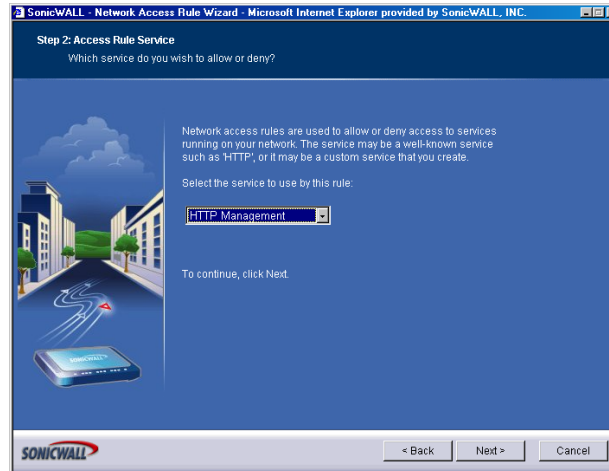 SonicWALL - Network Access Rule Wizard - Microsoft Internet Explorer provided by SonicWALL, INC.
Step 2: Access Rule Service
Which service do you wish to allow or deny?
Network access rules are used to allow or deny access to services
running on your network. The service may be a well-known service
such as 'HTTP', or it may be a custom service that you create.
Select the service to use by this rule:
HTTP Management
To continue, click Next.
SONICWALL
SONICWALL
< Back
Next >
Cancel